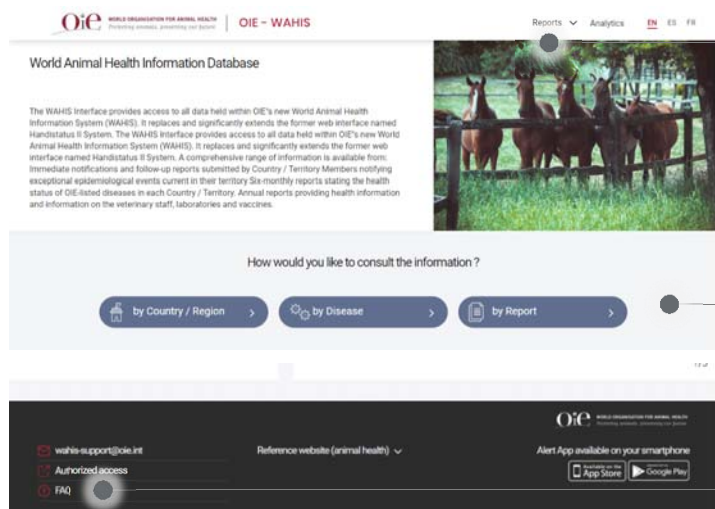 OiE WORLD ORGANISATION FOR ANIMAL HEALTH
Protecting animals, preserving our future
OIE - WAHIS
Reports Analytics EN ES FR
World Animal Health Information Database
The WAHIS Interface provides access to all data held within OIE's new World Animal Health
Information System (WAHIS). It replaces and significantly extends the former web interface named
Handistatus II System. The WAHIS Interface provides access to all data held within OIE's new World
Animal Health Information System (WAHIS). It replaces and significantly extends the former web
interface named Handistatus II System. A comprehensive range of information is available from:
Immediate notifications and follow-up reports submitted by Country / Territory Members notifying
exceptional epidemiological events current in their territory Six-monthly reports stating the health
status of OIE-listed diseases in each Country / Territory. Annual reports providing health information
and information on the veterinary staff, laboratories and vaccines.
How would you like to consult the information ?
by Country / Region
by Disease
by Report
OiE WORLD ORGANISATION FOR ANIMAL HEALTH
Protecting animals, preserving our future
wahis-support@oie.int
Reference website (animal health)
Alert App available on your smartphone
Authorized access
Available on the App Store
Google Play
FAQ